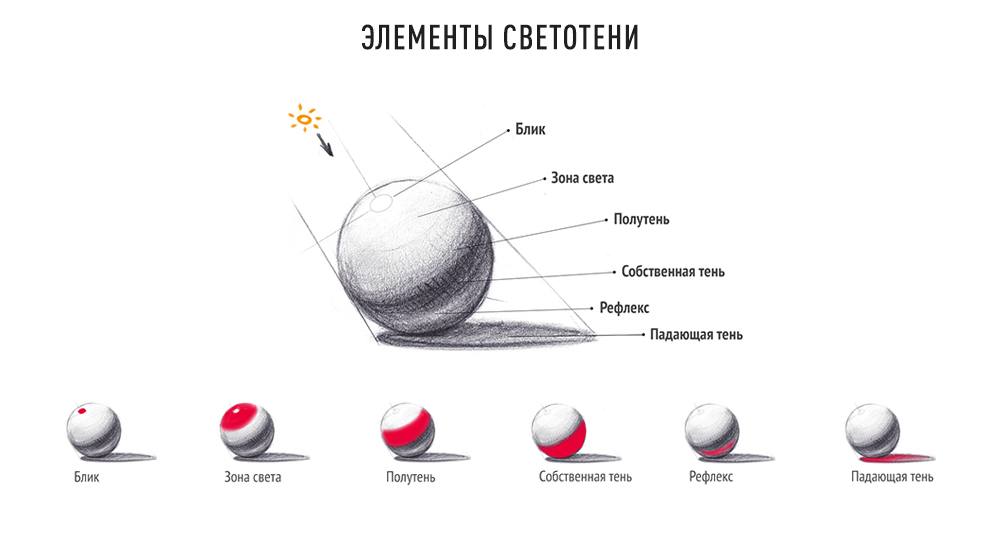 ЭЛЕМЕНТЫ СВЕТОТЕНИ
Блик
Зона света
Полутень
Собственная тень
Рефлекс
Падающая тень
Блик
Зона света
Полутень
Собственная тень
Рефлекс
Падающая тень